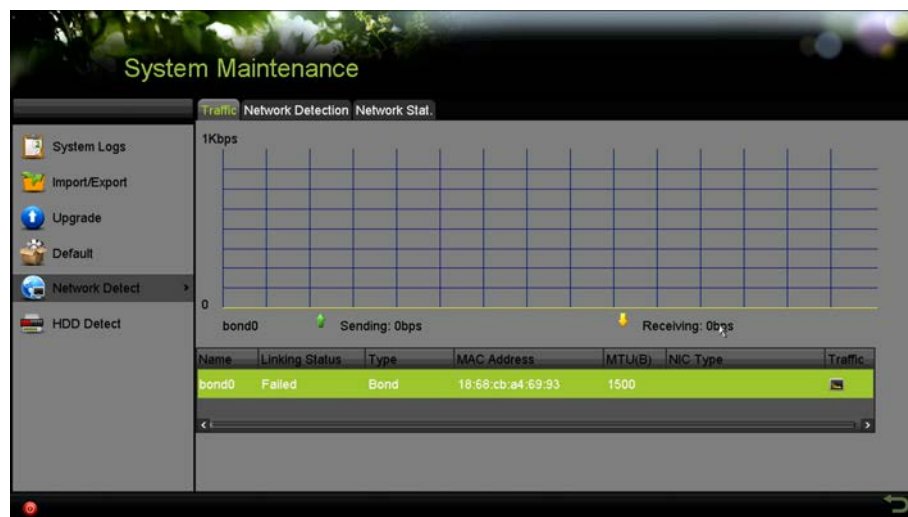 System Maintenance
Traffic Network Detection Network Stat.
System Logs
Import/Export
Upgrade
Default
Network Detect
HDD Detect
1Kbps
0
bond0 Sending: 0bps Receiving: 0bps
Name Linking Status Type MAC Address MTU(B) NIC Type Traffic
bond0 Failed Bond 18:68:cb:a4:69:93 1500